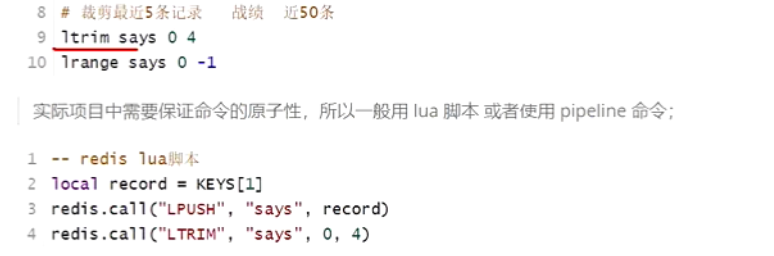 8 # 裁剪最近5条记录 战绩 近50条
9 ltrim says 0 4
10 lrange says 0 -1
实际项目中需要保证命令的原子性，所以一般用 lua 脚本 或者使用 pipeline 命令；
1 -- redis lua脚本
2 local record = KEYS[1]
3 redis.call("LPUSH", "says", record)
4 redis.call("LTRIM", "says", 0, 4)